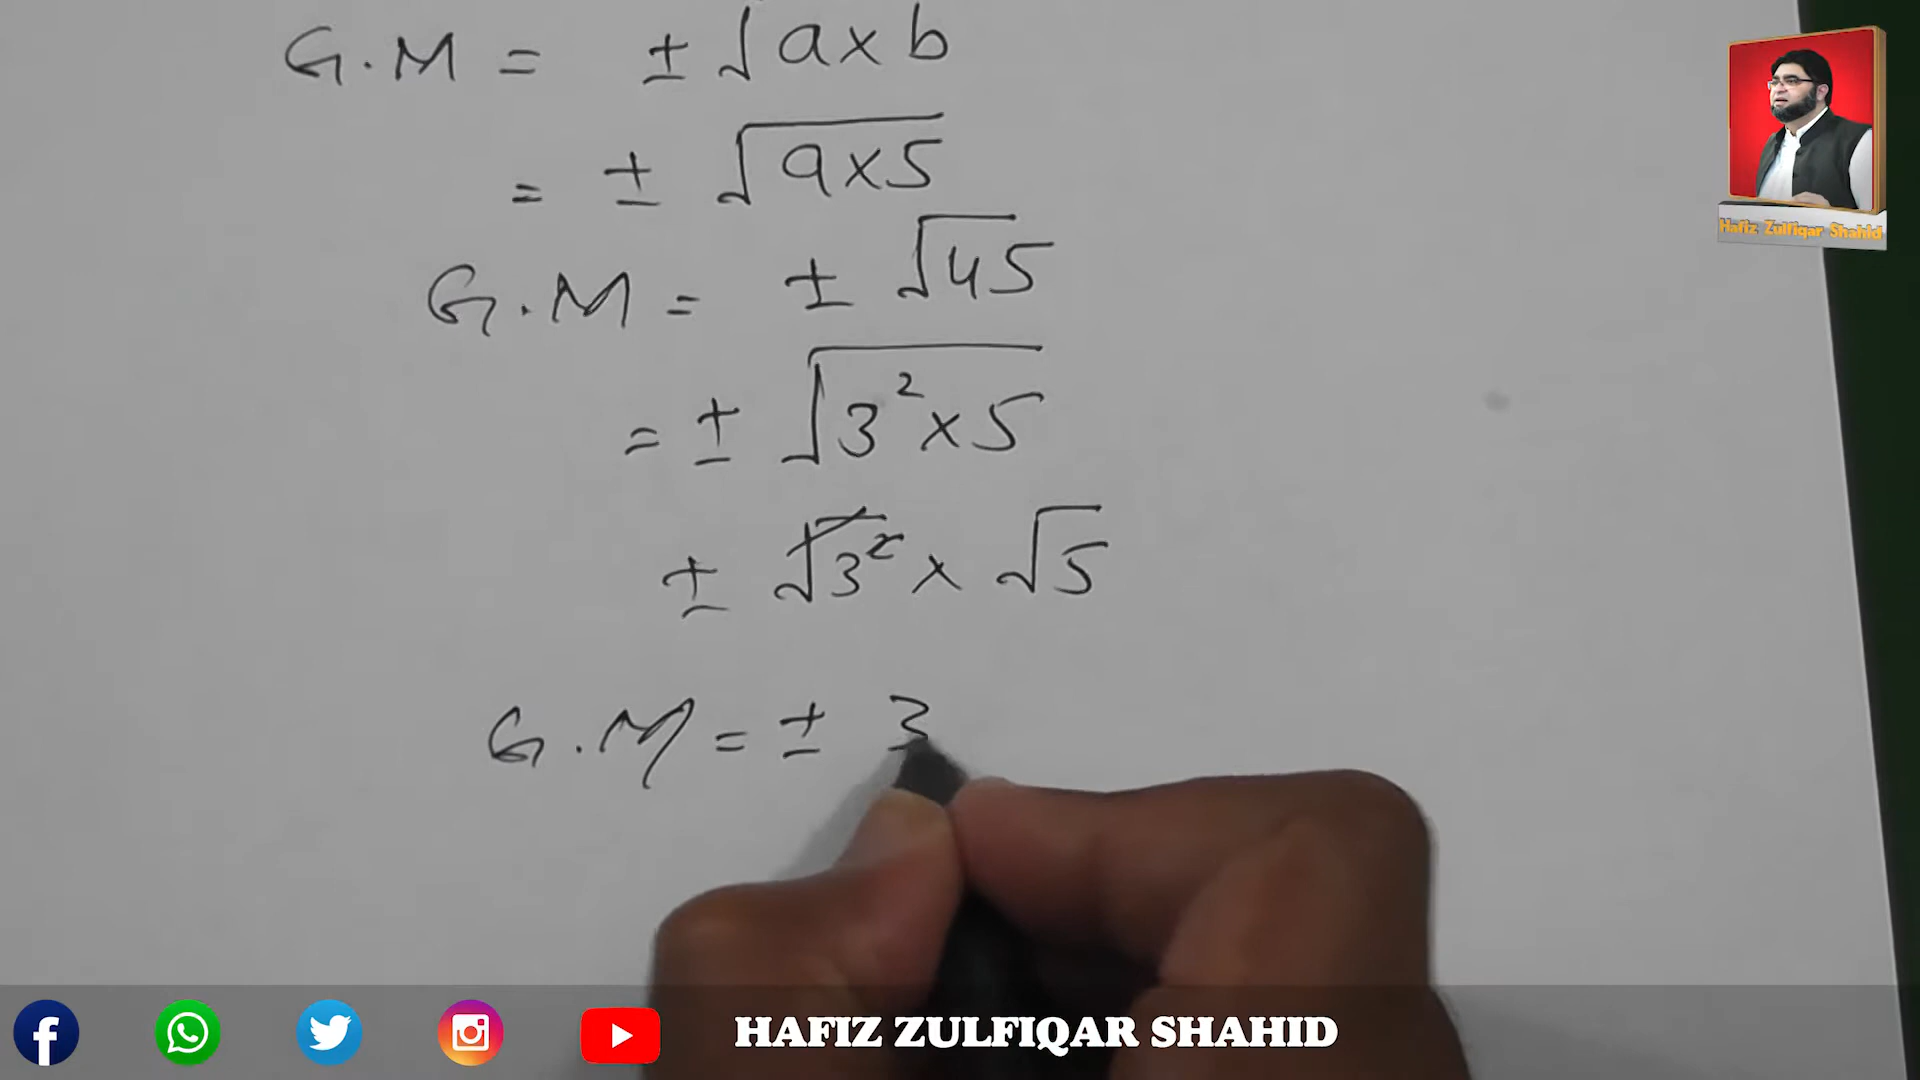 G.M = ± √a×b
= ± √9×5
G.M = ± √45
= ± √3²×5
± √3² × √5
G.M = ± 3
Hafiz Zulfiqar Shahid
HAFIZ ZULFIQAR SHAHID